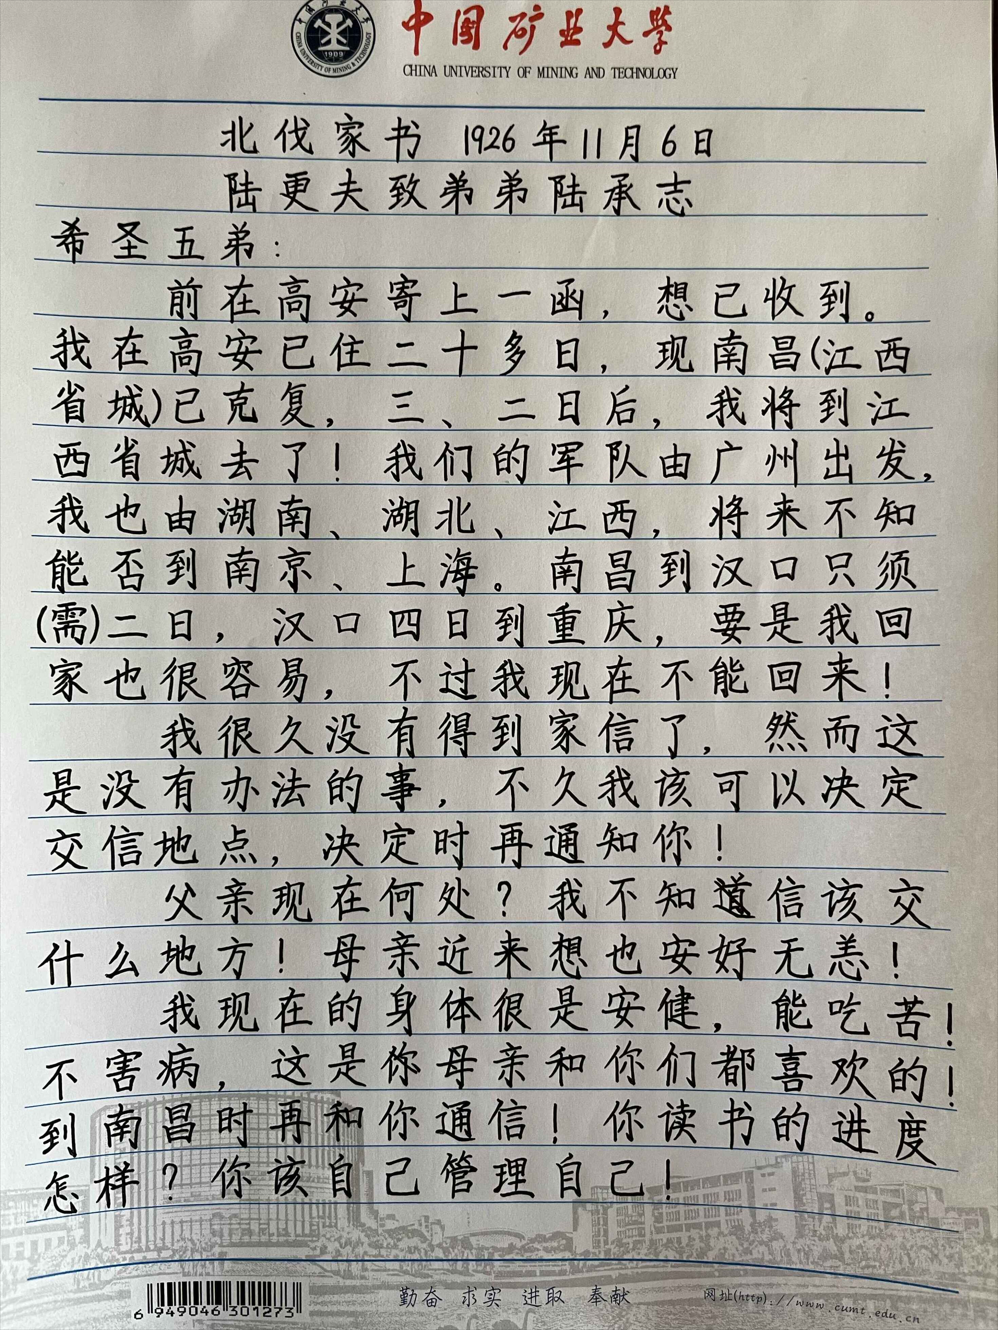 中国矿业大学
CHINA UNIVERSITY OF MINING AND TECHNOLOGY
中国矿业大学
CHINA UNIVERSITY OF MINING & TECHNOLOGY
1909
北伐家书 1926年11月6日
陆更夫致弟弟陆承志
希圣五弟:
前在高安寄上一函,想已收到。
我在高安已住二十多日,现南昌(江西
省城)已克复,三、二日后,我将到江
西省城去了!我们的军队由广州出发,
我也由湖南、湖北、江西,将来不知
能否到南京、上海。南昌到汉口只须
(需)二日,汉口四日到重庆,要是我回
家也很容易,不过我现在不能回来!
我很久没有得到家信了,然而这
是没有办法的事,不久我该可以决定
交信地点,决定时再通知你!
父亲现在何处?我不知道信该交
什么地方!母亲近来想也安好无恙!
我现在的身体很是安健,能吃苦!
不害病,这是你母亲和你们都喜欢的!
到南昌时再和你通信!你读书的进度
怎样?你该自己管理自己!
6 949046 301273
勤奋 求实 进取 奉献
网址(http)://www.cumt.edu.cn